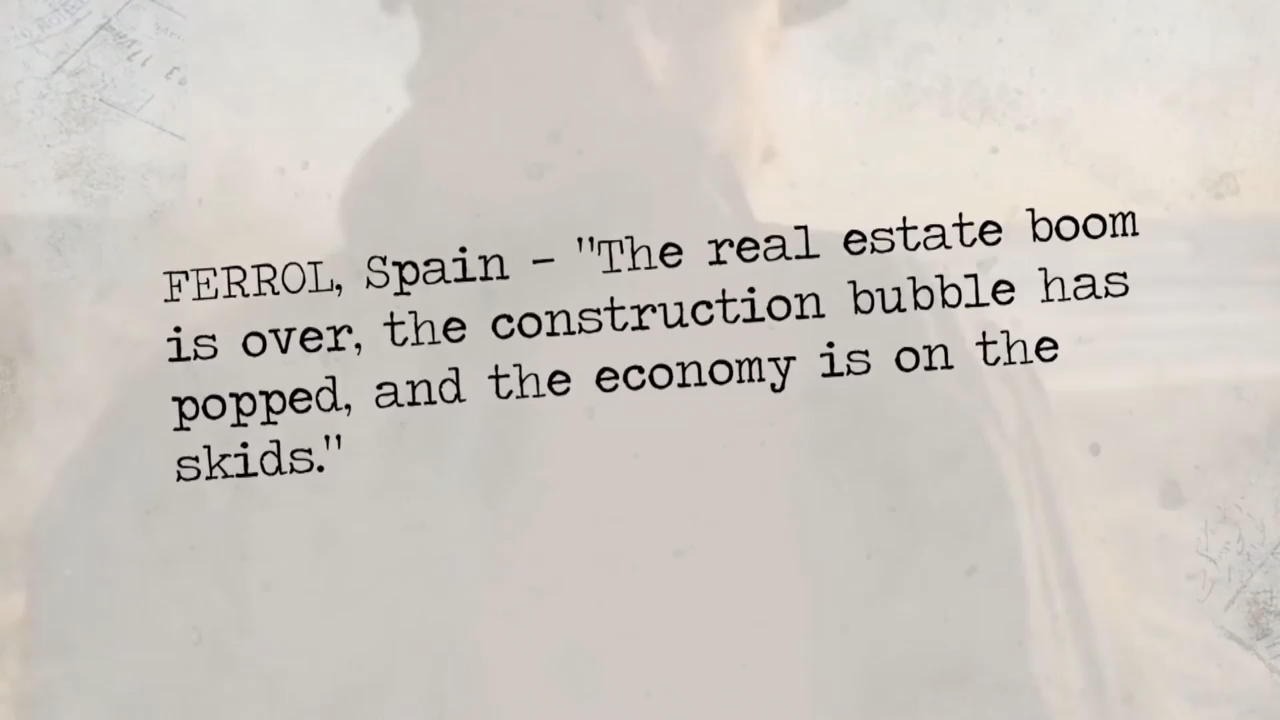 FERROL, Spain - "The real estate boom
is over, the construction bubble has
popped, and the economy is on the
skids."